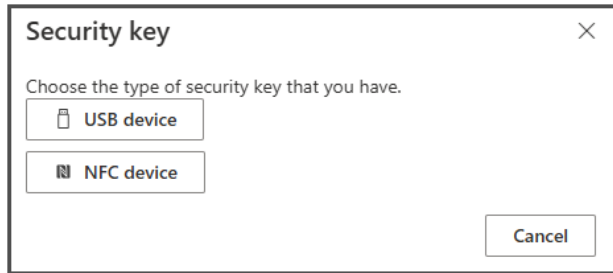 Security key
Choose the type of security key that you have.
USB device
NFC device
Cancel